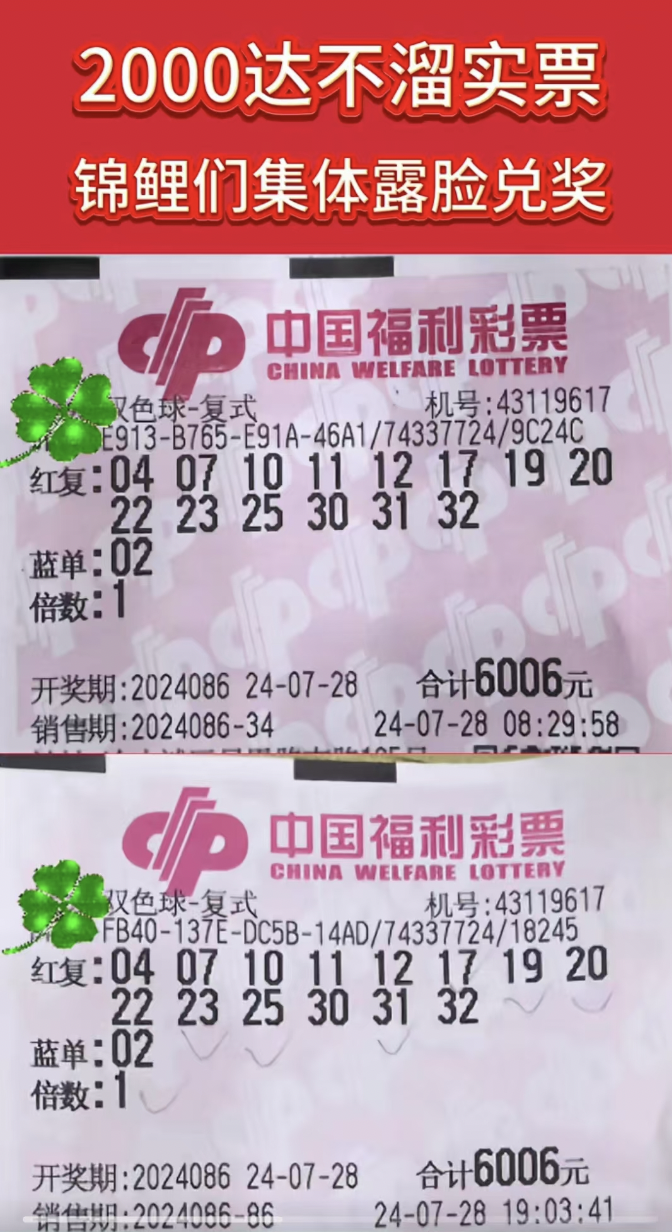 2000达不溜实票
锦鲤们集体露脸兑奖
中国福利彩票
CHINA WELFARE LOTTERY
双色球-复式 机号:43119617
E913-B765-E91A-46A1/74337724/9C24C
红复:04 07 10 11 12 17 19 20
22 23 25 30 31 32
蓝单:02
倍数:1
开奖期:2024086 24-07-28 合计6006元
销售期:2024086-34 24-07-28 08:29:58
中国福利彩票
CHINA WELFARE LOTTERY
双色球-复式 机号:43119617
FB40-137E-DC5B-14AD/74337724/18245
红复:04 07 10 11 12 17 19 20
22 23 25 30 31 32
蓝单:02
倍数:1
开奖期:2024086 24-07-28 合计6006元
销售期:2024086-86 24-07-28 19:03:41